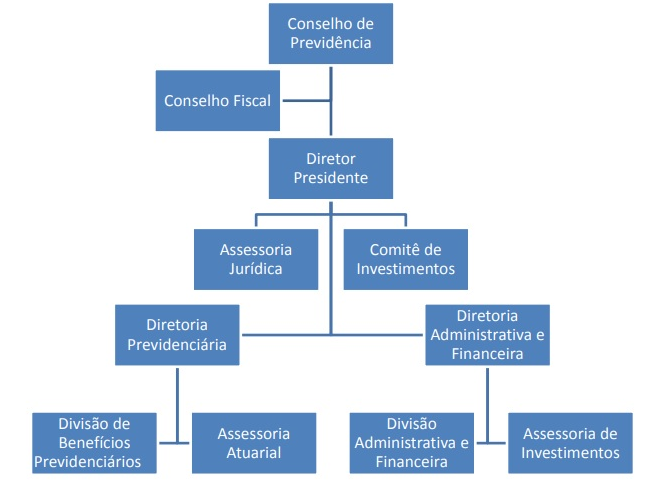 Conselho de
Previdência
Conselho Fiscal
Diretor
Presidente
Assessoria
Jurídica
Comitê de
Investimentos
Diretoria
Previdenciária
Diretoria
Administrativa e
Financeira
Divisão de
Benefícios
Previdenciários
Assessoria
Atuarial
Divisão
Administrativa e
Financeira
Assessoria de
Investimentos